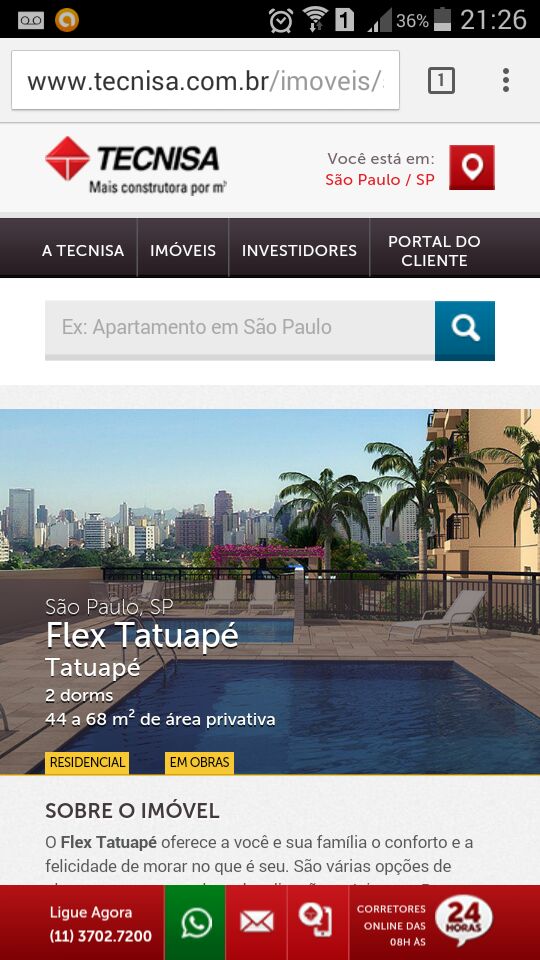 1
36%
21:26
www.tecnisa.com.br/imoveis/
1
TECNISA
Mais construtora por m²
Você está em:
São Paulo / SP
A TECNISA
IMÓVEIS
INVESTIDORES
PORTAL DO
CLIENTE
Ex: Apartamento em São Paulo
São Paulo, SP
Flex Tatuapé
Tatuapé
2 dorms
44 a 68 m² de área privativa
RESIDENCIAL
EM OBRAS
SOBRE O IMÓVEL
O Flex Tatuapé oferece a você e sua família o conforto e a
felicidade de morar no que é seu. São várias opções de
Ligue Agora
(11) 3702.7200
CORRETORES
ONLINE DAS
08H ÀS
24
HORAS